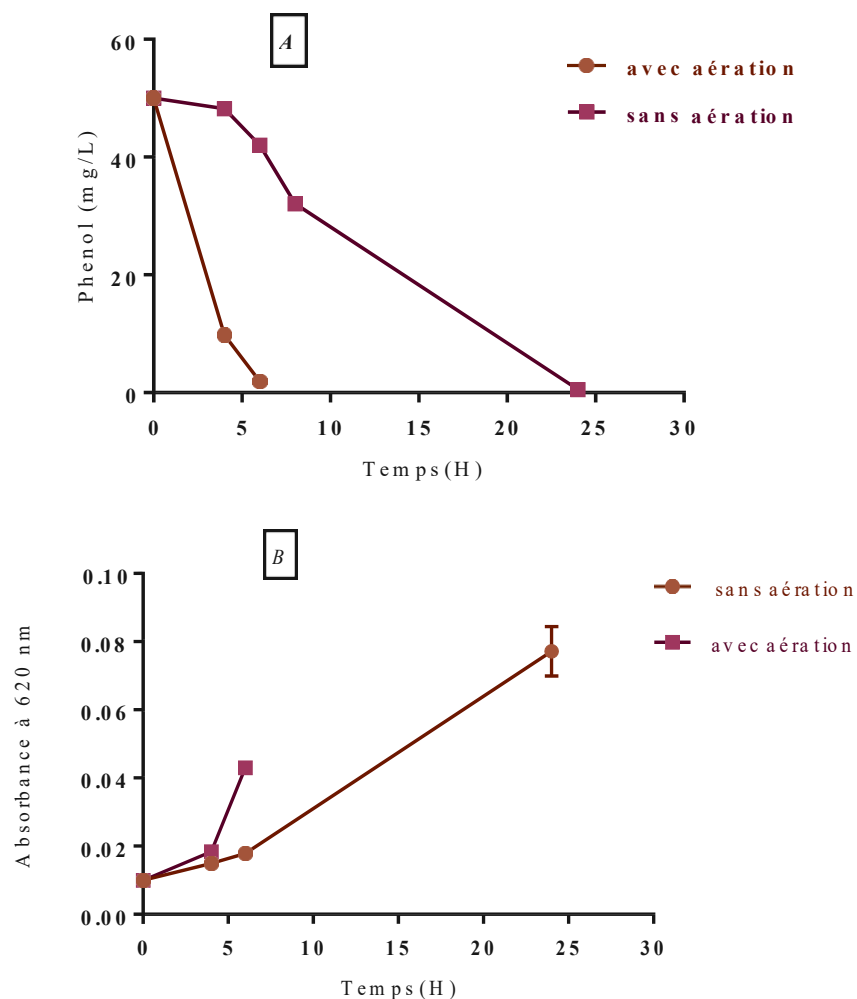 A
60
40
20
0
Phenol (mg/L)
0 5 10 15 20 25 30
Temps(H)
avec aération
sans aération
B
0.10
0.08
0.06
0.04
0.02
0.00
Absorbance à 620 nm
0 5 10 15 20 25 30
Temps(H)
sans aération
avec aération